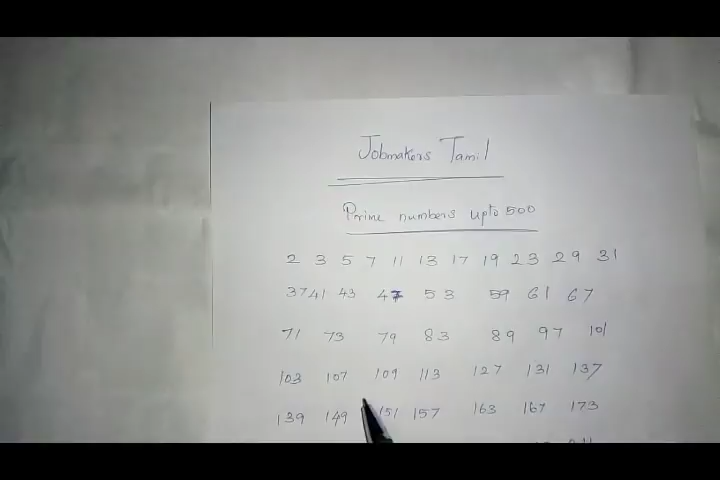 Jobmakers Tamil
Prime numbers upto 500
2 3 5 7 11 13 17 19 23 29 31
37 41 43 47 53 59 61 67
71 73 79 83 89 97 101
103 107 109 113 127 131 137
139 149 151 157 163 167 173